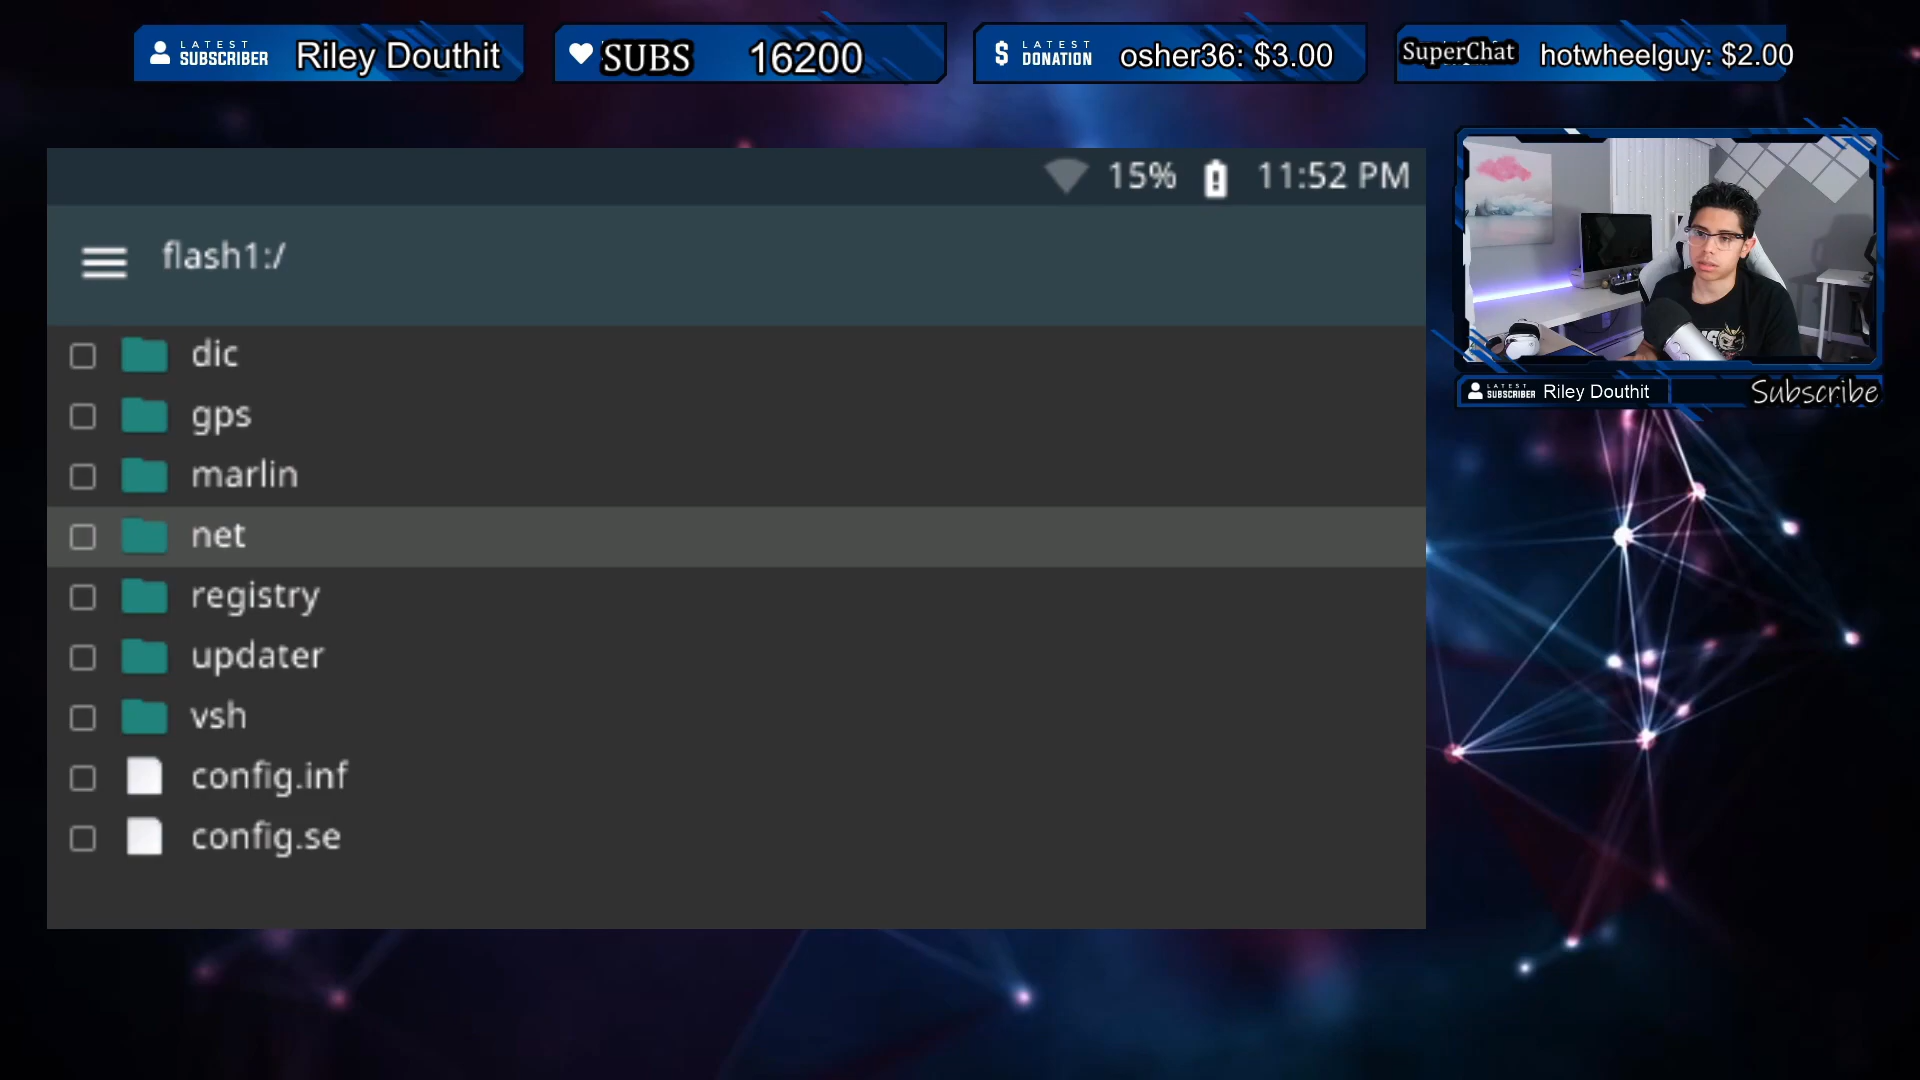 LATEST
SUBSCRIBER
Riley Douthit
SUBS
16200
LATEST
DONATION
osher36: $3.00
SuperChat
hotwheelguy: $2.00
15%
11:52 PM
flash1:/
dic
gps
marlin
net
registry
updater
vsh
config.inf
config.se
LATEST
SUBSCRIBER
Riley Douthit
Subscribe